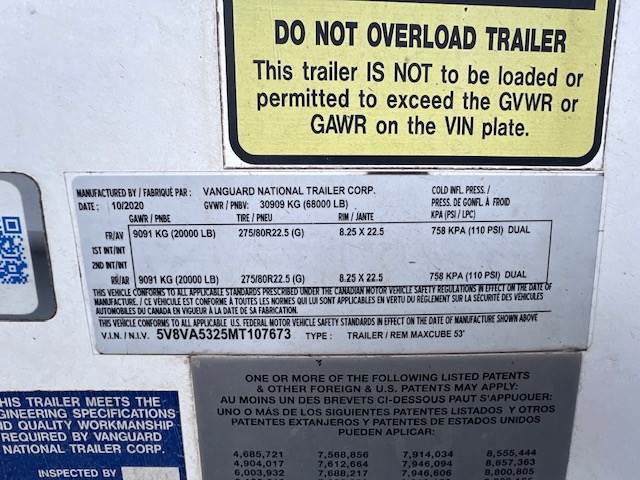 DO NOT OVERLOAD TRAILER
This trailer IS NOT to be loaded or
permitted to exceed the GVWR or
GAWR on the VIN plate.
MANUFACTURED BY / FABRIQUÉ PAR : VANGUARD NATIONAL TRAILER CORP. COLD INFL. PRESS. /
DATE : 10/2020 GVWR / PNBV: 30909 KG (68000 LB) PRESS. DE GONFL À FROID
GAWR / PNBE TIRE / PNEU RIM / JANTE KPA (PSI / LPC)
FR/AV 9091 KG (20000 LB) 275/80R22.5 (G) 8.25 X 22.5 758 KPA (110 PSI) DUAL
1ST INT/INT
2ND INT/INT
RR/AR 9091 KG (20000 LB) 275/80R22.5 (G) 8.25 X 22.5 758 KPA (110 PSI) DUAL
THIS VEHICLE CONFORMS TO ALL APPLICABLE STANDARDS PRESCRIBED UNDER THE CANADIAN MOTOR VEHICLE SAFETY REGULATIONS IN EFFECT ON THE DATE OF
MANUFACTURE. / CE VÉHICULE EST CONFORME À TOUTES LES NORMES QUI LUI SONT APPLICABLES EN VERTU DU RÈGLEMENT SUR LA SÉCURITÉ DES VÉHICULES
AUTOMOBILES DU CANADA EN VIGUEUR À LA DATE DE SA FABRICATION.
THIS VEHICLE CONFORMS TO ALL APPLICABLE U.S. FEDERAL MOTOR VEHICLE SAFETY STANDARDS IN EFFECT ON THE DATE OF MANUFACTURE SHOWN ABOVE
V.I.N. / N.I.V. 5V8VA5325MT107673 TYPE : TRAILER / REM MAXCUBE 53'
ONE OR MORE OF THE FOLLOWING LISTED PATENTS
& OTHER FOREIGN & U.S. PATENTS MAY APPLY:
AU MOINS UN DES BREVETS CI-DESSOUS PAUT S'APPUOUER:
UNO O MÁS DE LOS SIGUIENTES PATENTES LISTADOS Y OTROS
PATENTES EXTANJEROS Y PATENTES DE ESTADOS UNIDOS
PUEDEN APLICAR:
4,685,721 7,568,856 7,914,034 8,555,444
4,904,017 7,612,664 7,946,094 8,657,363
6,003,932 7,688,217 7,946,606 8,800,805
HIS TRAILER MEETS THE
GINEERING SPECIFICATIONS
D QUALITY WORKMANSHIP
REQUIRED BY VANGUARD
NATIONAL TRAILER CORP.
INSPECTED BY